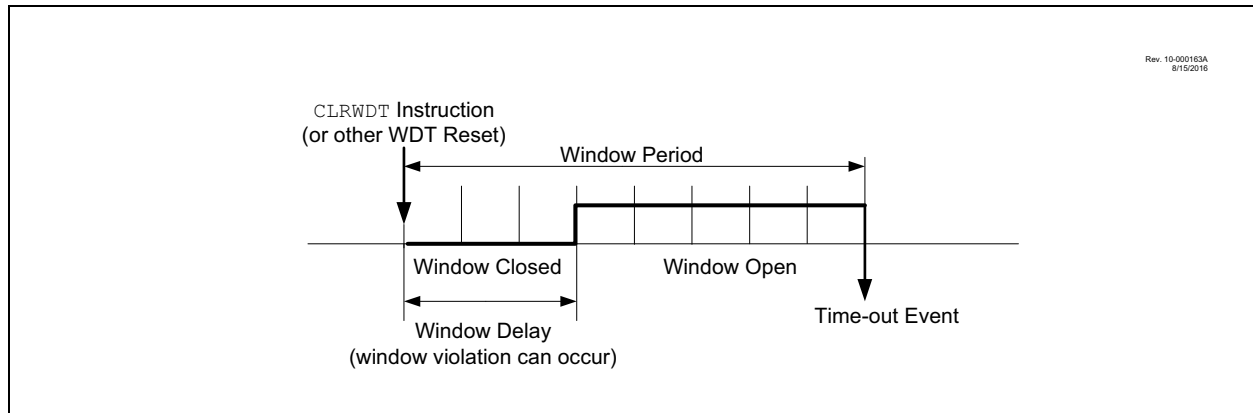 Rev. 10-000163A
8/15/2016
CLRWDT Instruction
(or other WDT Reset)
Window Period
Window Closed
Window Open
Window Delay
(window violation can occur)
Time-out Event